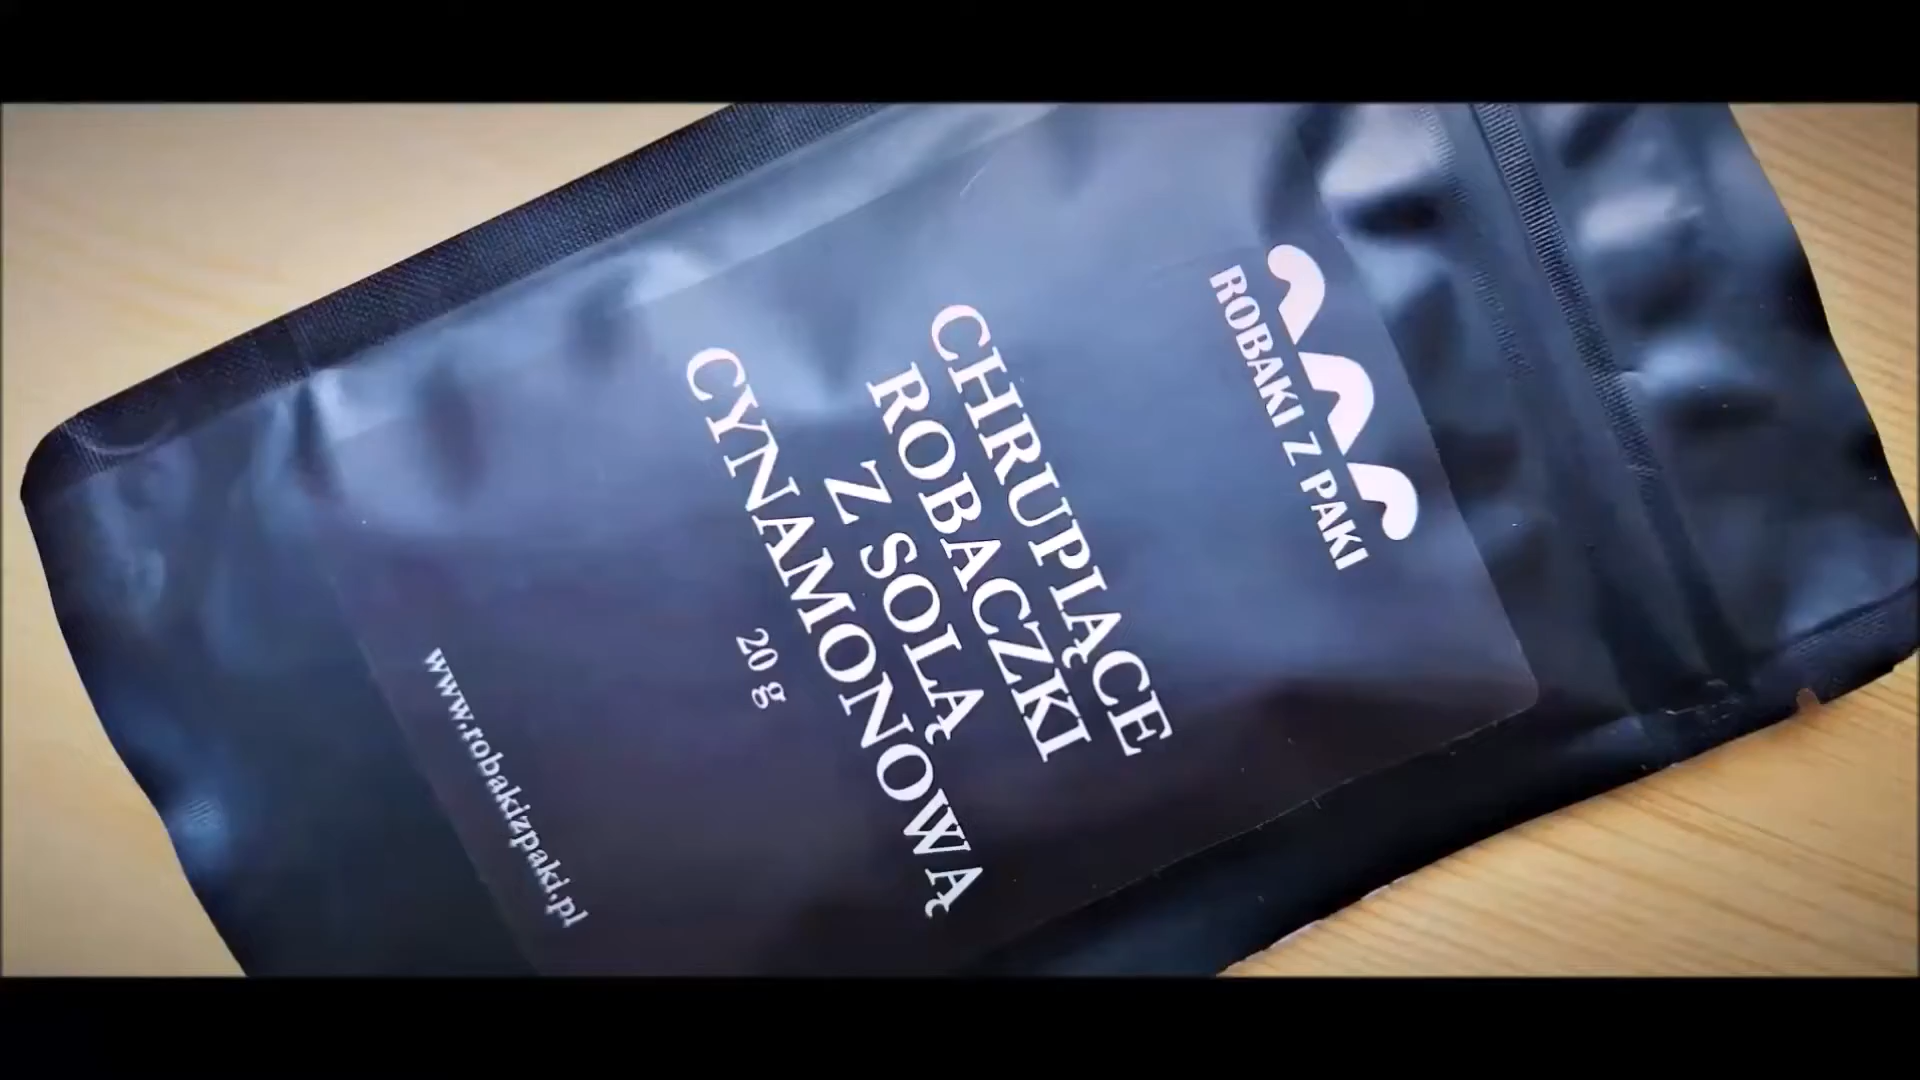 ROBAKI Z PAKI
CHRUPIĄCE
ROBACZKI
Z SOLĄ
CYNAMONOWĄ
20 g
www.robakizpaki.pl